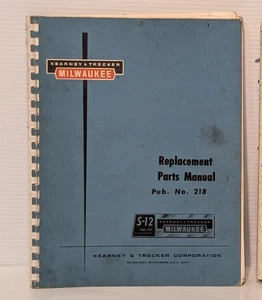 KEARNEY & TRECKER
MILWAUKEE
Replacement
Parts Manual
Pub. No. 218
S-12
KEARNEY & TRECKER
MILWAUKEE
KEARNEY & TRECKER CORPORATION
MILWAUKEE, WISCONSIN, U.S.A.